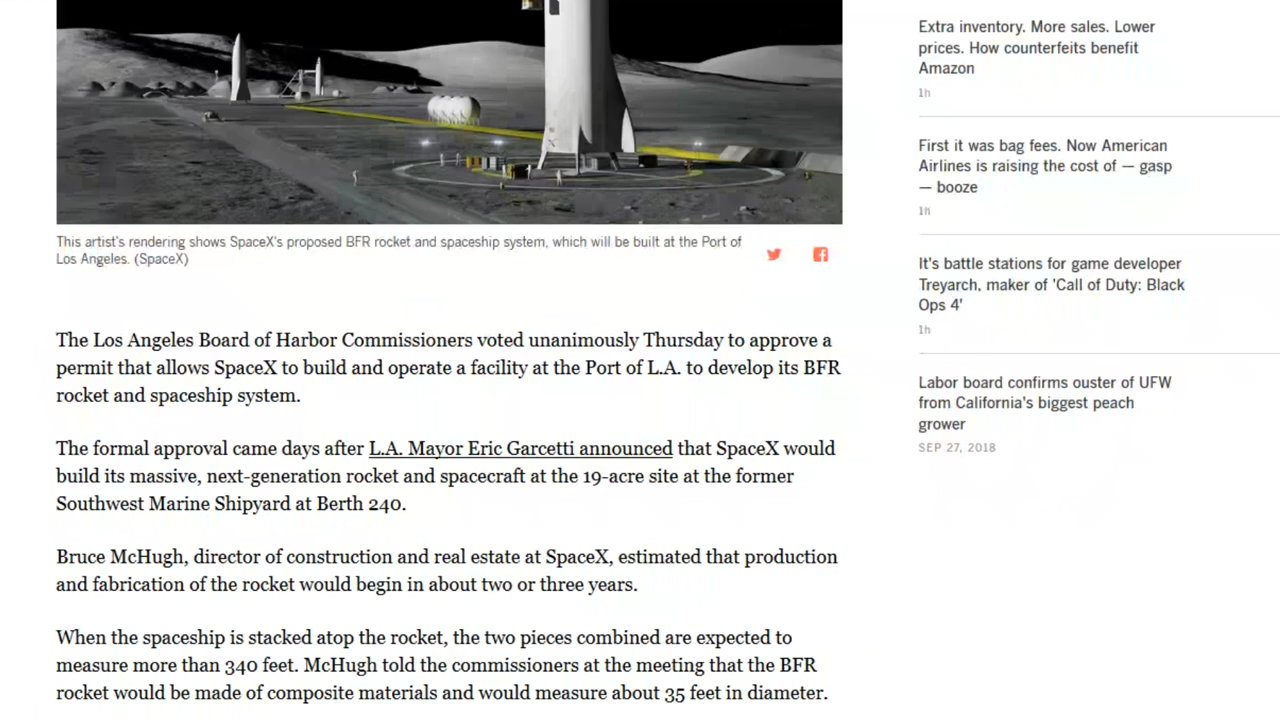 This artist's rendering shows SpaceX's proposed BFR rocket and spaceship system, which will be built at the Port of
Los Angeles. (SpaceX)
The Los Angeles Board of Harbor Commissioners voted unanimously Thursday to approve a
permit that allows SpaceX to build and operate a facility at the Port of L.A. to develop its BFR
rocket and spaceship system.
The formal approval came days after L.A. Mayor Eric Garcetti announced that SpaceX would
build its massive, next-generation rocket and spacecraft at the 19-acre site at the former
Southwest Marine Shipyard at Berth 240.
Bruce McHugh, director of construction and real estate at SpaceX, estimated that production
and fabrication of the rocket would begin in about two or three years.
When the spaceship is stacked atop the rocket, the two pieces combined are expected to
measure more than 340 feet. McHugh told the commissioners at the meeting that the BFR
rocket would be made of composite materials and would measure about 35 feet in diameter.
Extra inventory. More sales. Lower
prices. How counterfeits benefit
Amazon
1h
First it was bag fees. Now American
Airlines is raising the cost of — gasp
— booze
1h
It's battle stations for game developer
Treyarch, maker of 'Call of Duty: Black
Ops 4'
1h
Labor board confirms ouster of UFW
from California's biggest peach
grower
SEP 27, 2018